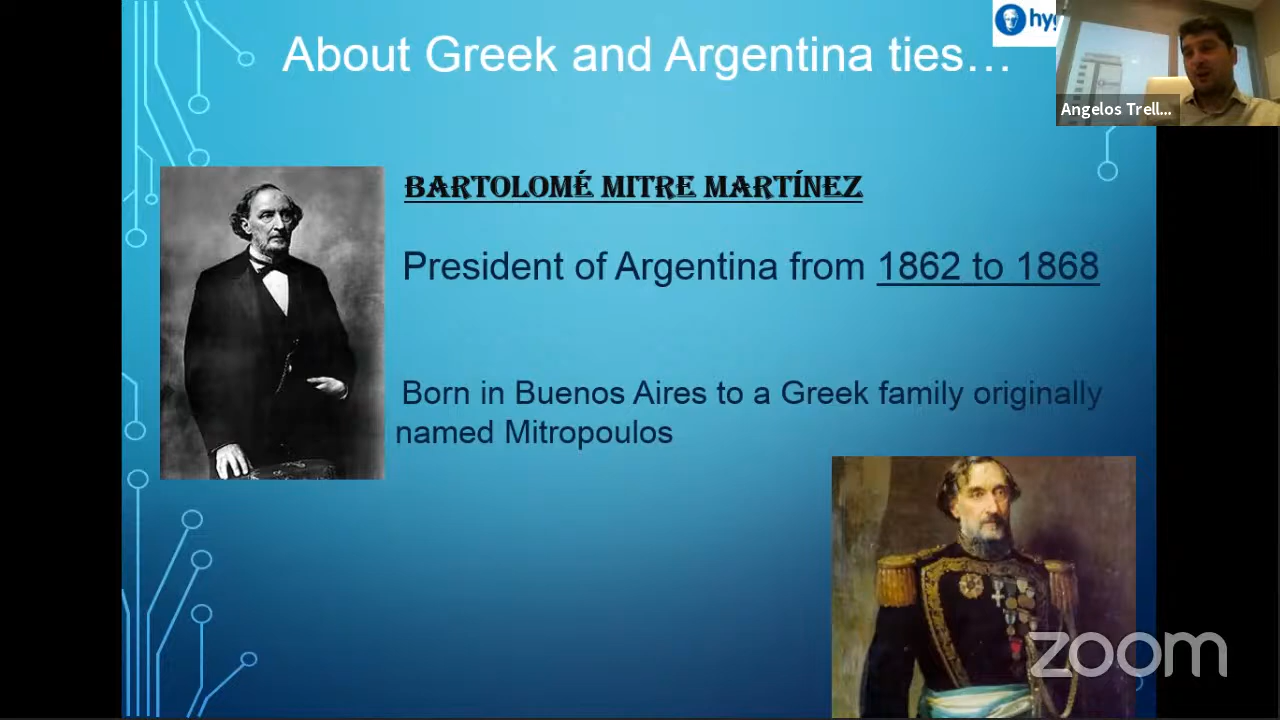 About Greek and Argentina ties…
hyg
Angelos Trell...
BARTOLOMÉ MITRE MARTÍNEZ
President of Argentina from 1862 to 1868
Born in Buenos Aires to a Greek family originally
named Mitropoulos
zoom